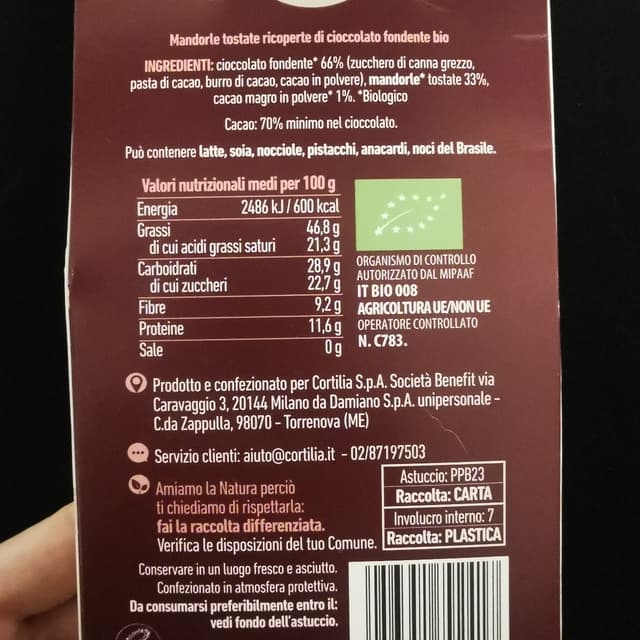 Mandorle tostate ricoperte di cioccolato fondente bio
INGREDIENTI: cioccolato fondente* 66% (zucchero di canna grezzo,
pasta di cacao, burro di cacao, cacao in polvere), mandorle* tostate 33%,
cacao magro in polvere* 1%. *Biologico
Cacao: 70% minimo nel cioccolato.
Può contenere latte, soia, nocciole, pistacchi, anacardi, noci del Brasile.
Valori nutrizionali medi per 100 g
Energia 2486 kJ / 600 kcal
Grassi 46,8 g
di cui acidi grassi saturi 21,3 g
Carboidrati 28,9 g
di cui zuccheri 22,7 g
Fibre 9,2 g
Proteine 11,6 g
Sale 0 g
ORGANISMO DI CONTROLLO
AUTORIZZATO DAL MIPAAF
IT BIO 008
AGRICOLTURA UE/NON UE
OPERATORE CONTROLLATO
N. C783.
Prodotto e confezionato per Cortilia S.p.A. Società Benefit via
Caravaggio 3, 20144 Milano da Damiano S.p.A. unipersonale -
C.da Zappulla, 98070 - Torrenova (ME)
Servizio clienti: aiuto@cortilia.it - 02/87197503
Amiamo la Natura perciò
ti chiediamo di rispettarla:
fai la raccolta differenziata.
Verifica le disposizioni del tuo Comune.
Astuccio: PPB23
Raccolta: CARTA
Involucro interno: 7
Raccolta: PLASTICA
Conservare in un luogo fresco e asciutto.
Confezionato in atmosfera protettiva.
Da consumarsi preferibilmente entro il:
vedi fondo dell'astuccio.